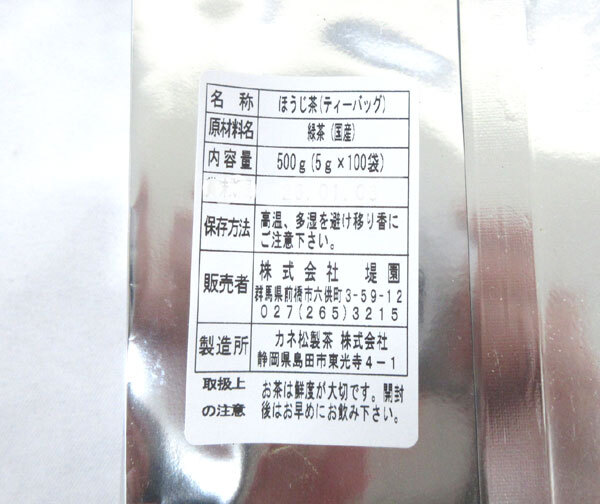 名 称 ほうじ茶(ティーバッグ)
原材料名 緑茶(国産)
内容量 500g(5g×100袋)
保存方法 高温、多湿を避け移り香に
ご注意下さい。
販売者 株式会社 堤園
群馬県前橋市六供町3-59-12
027(265)3215
製造所 カネ松製茶 株式会社
静岡県島田市東光寺4-1
取扱上 お茶は鮮度が大切です。開封
の注意 後はお早めにお飲み下さい。